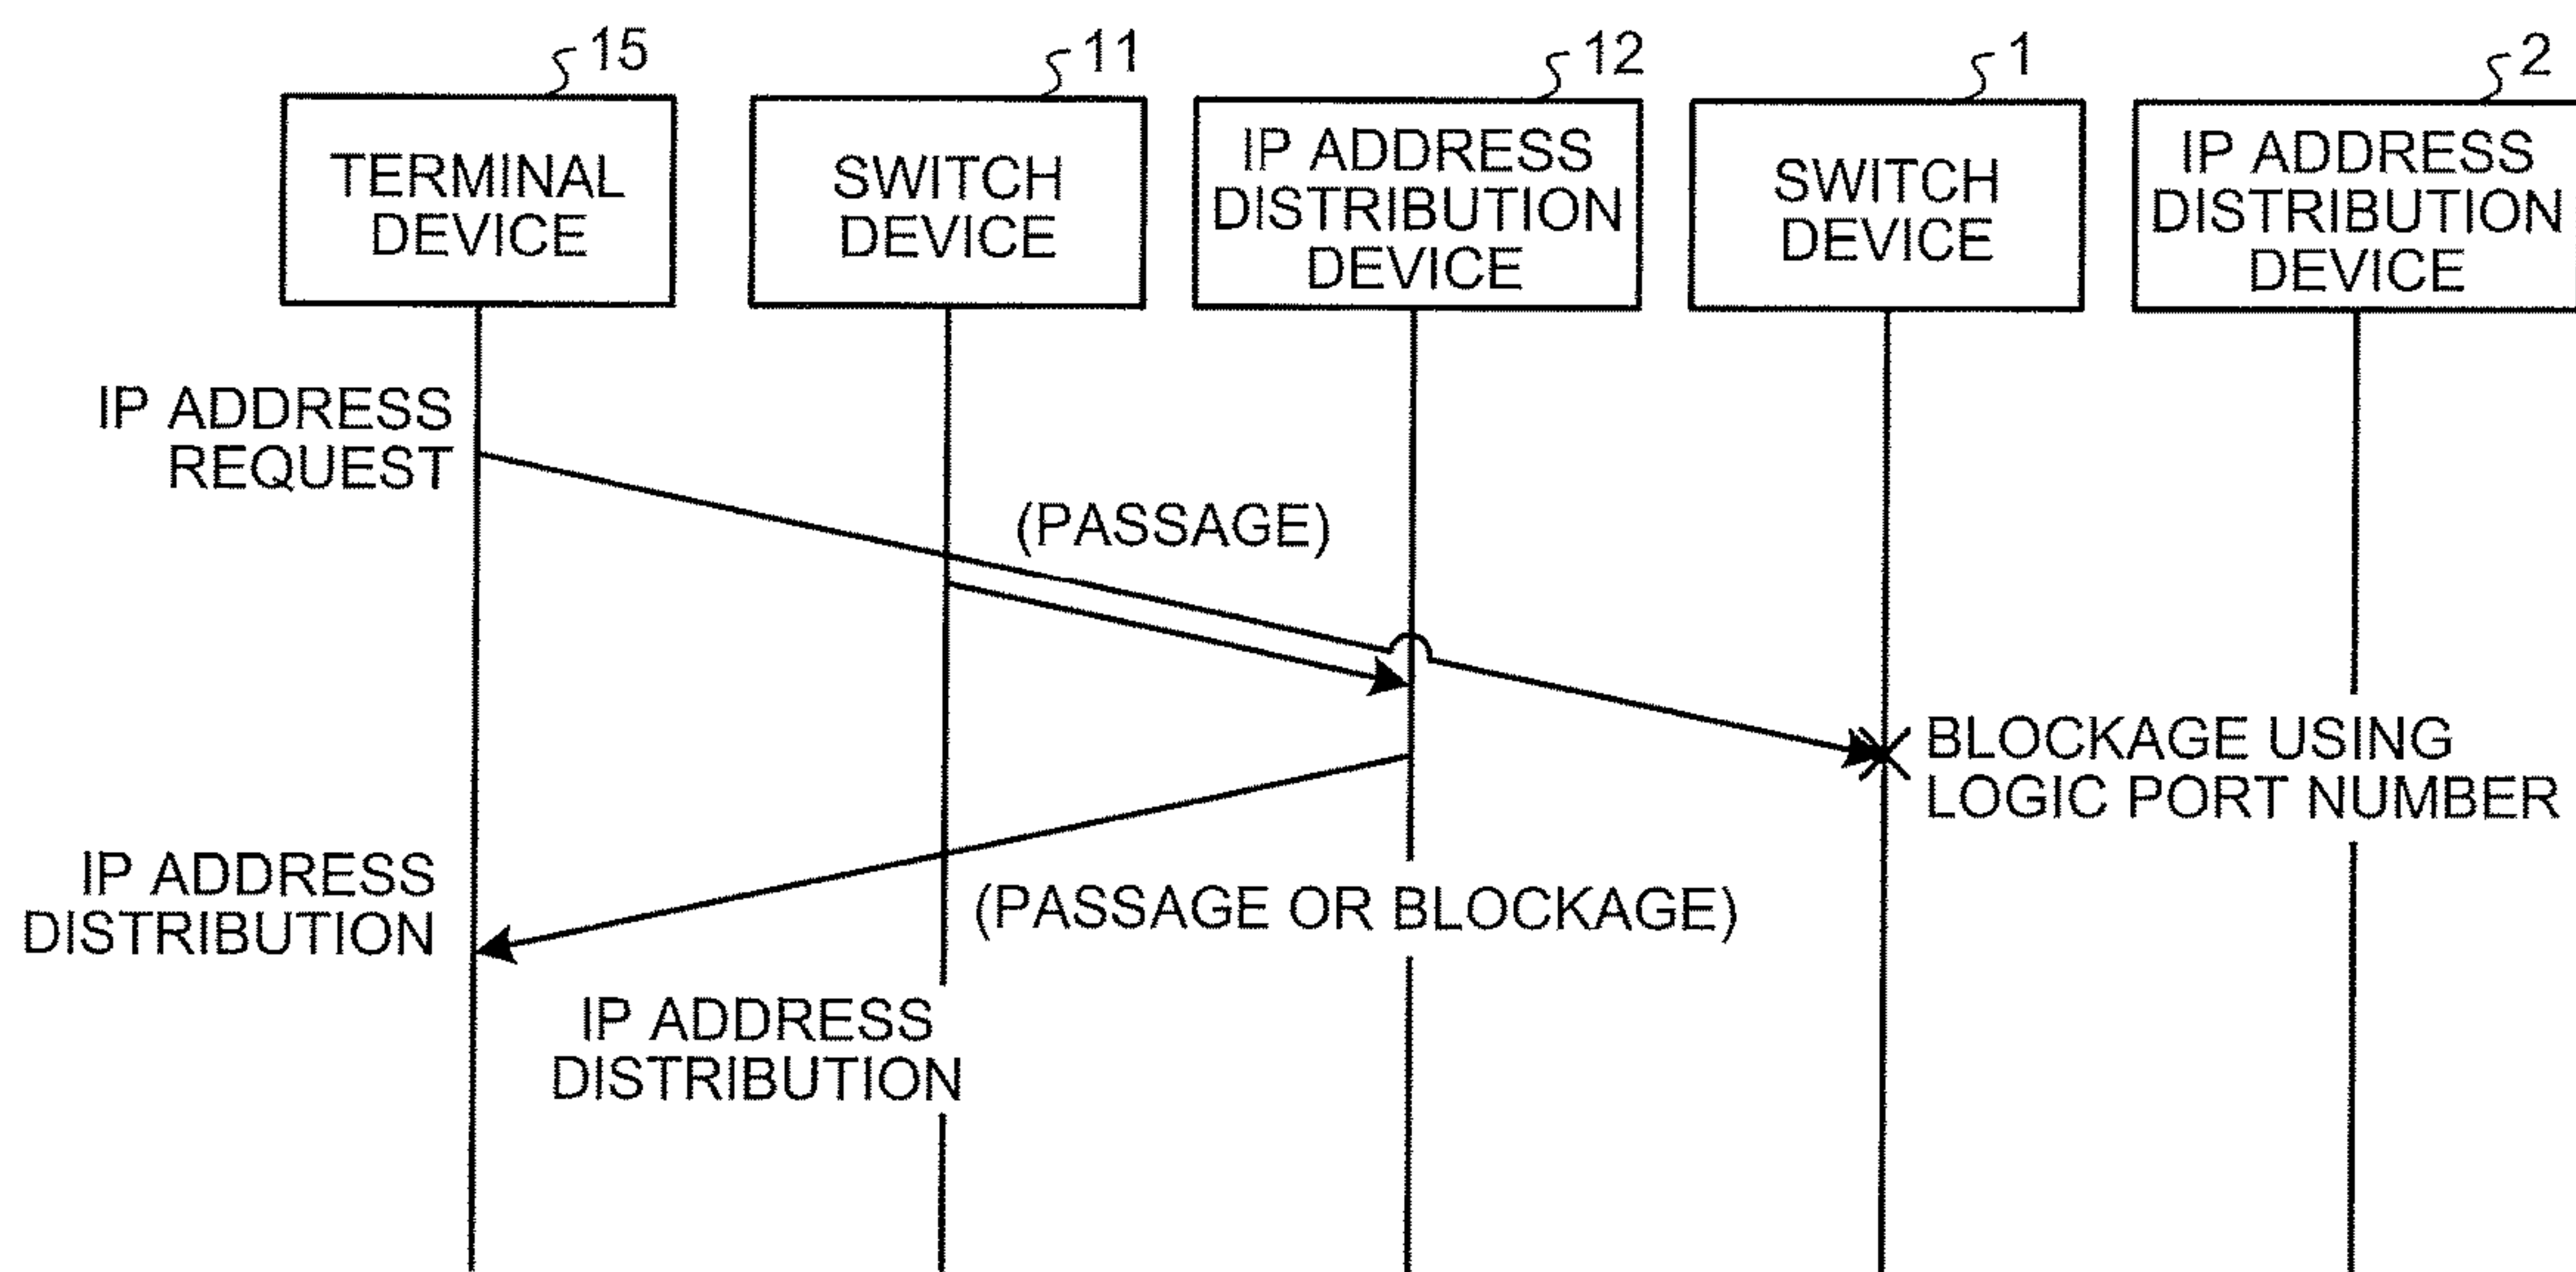 15
11
12
1
2
TERMINAL
DEVICE
SWITCH
DEVICE
IP ADDRESS
DISTRIBUTION
DEVICE
SWITCH
DEVICE
IP ADDRESS
DISTRIBUTION
DEVICE
IP ADDRESS
REQUEST
(PASSAGE)
BLOCKAGE USING
LOGIC PORT NUMBER
IP ADDRESS
DISTRIBUTION
(PASSAGE OR BLOCKAGE)
IP ADDRESS
DISTRIBUTION